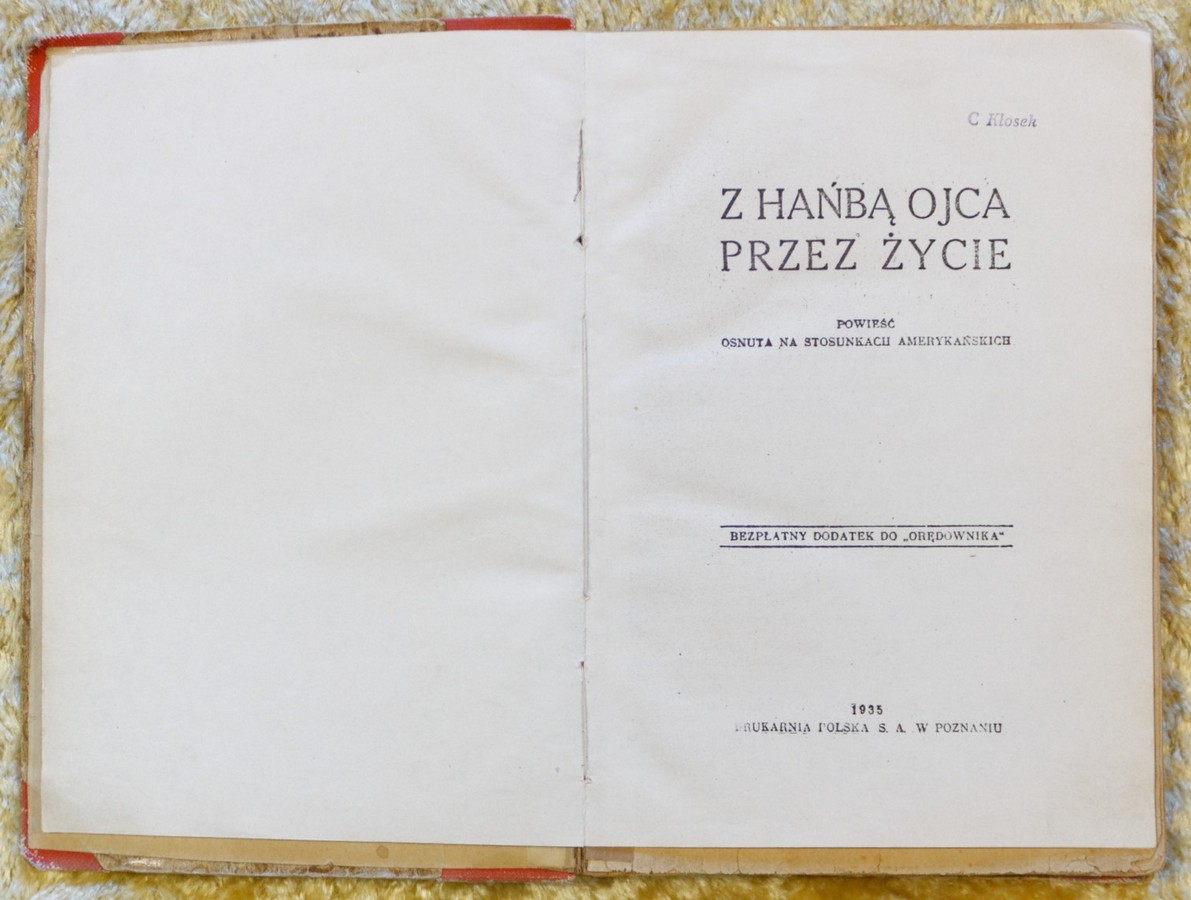 C Kłosek
Z HAŃBĄ OJCA
PRZEZ ŻYCIE
POWIEŚĆ
OSNUTA NA STOSUNKACH AMERYKAŃSKICH
BEZPŁATNY DODATEK DO „ORĘDOWNIKA“
1935
DRUKARNIA POLSKA S. A. W POZNANIU